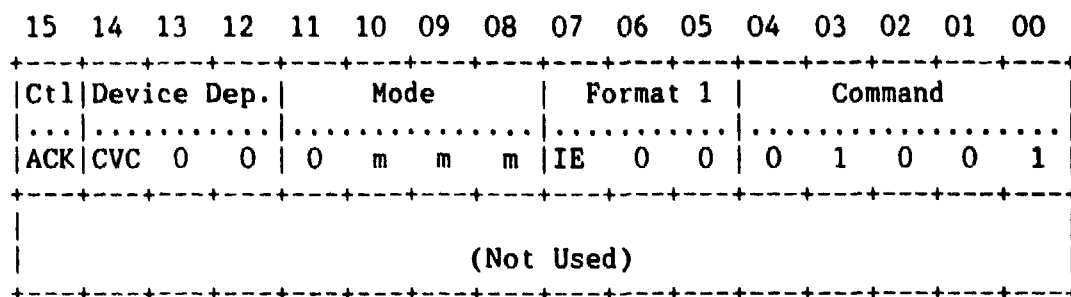 15 14 13 12 11 10 09 08 07 06 05 04 03 02 01 00
+---+---+---+---+---+---+---+---+---+---+---+---+---+---+---+---+
|Ctl|Device Dep.|     Mode      | Format 1  |      Command
|...|...........|...............|...........|...................
|ACK|CVC 0 0 | 0 m m m |IE 0 0 | 0 1 0 0 1
+---+---+---+---+---+---+---+---+---+---+---+---+---+---+---+---+
(Not Used)
+---+---+---+---+---+---+---+---+---+---+---+---+---+---+---+---+